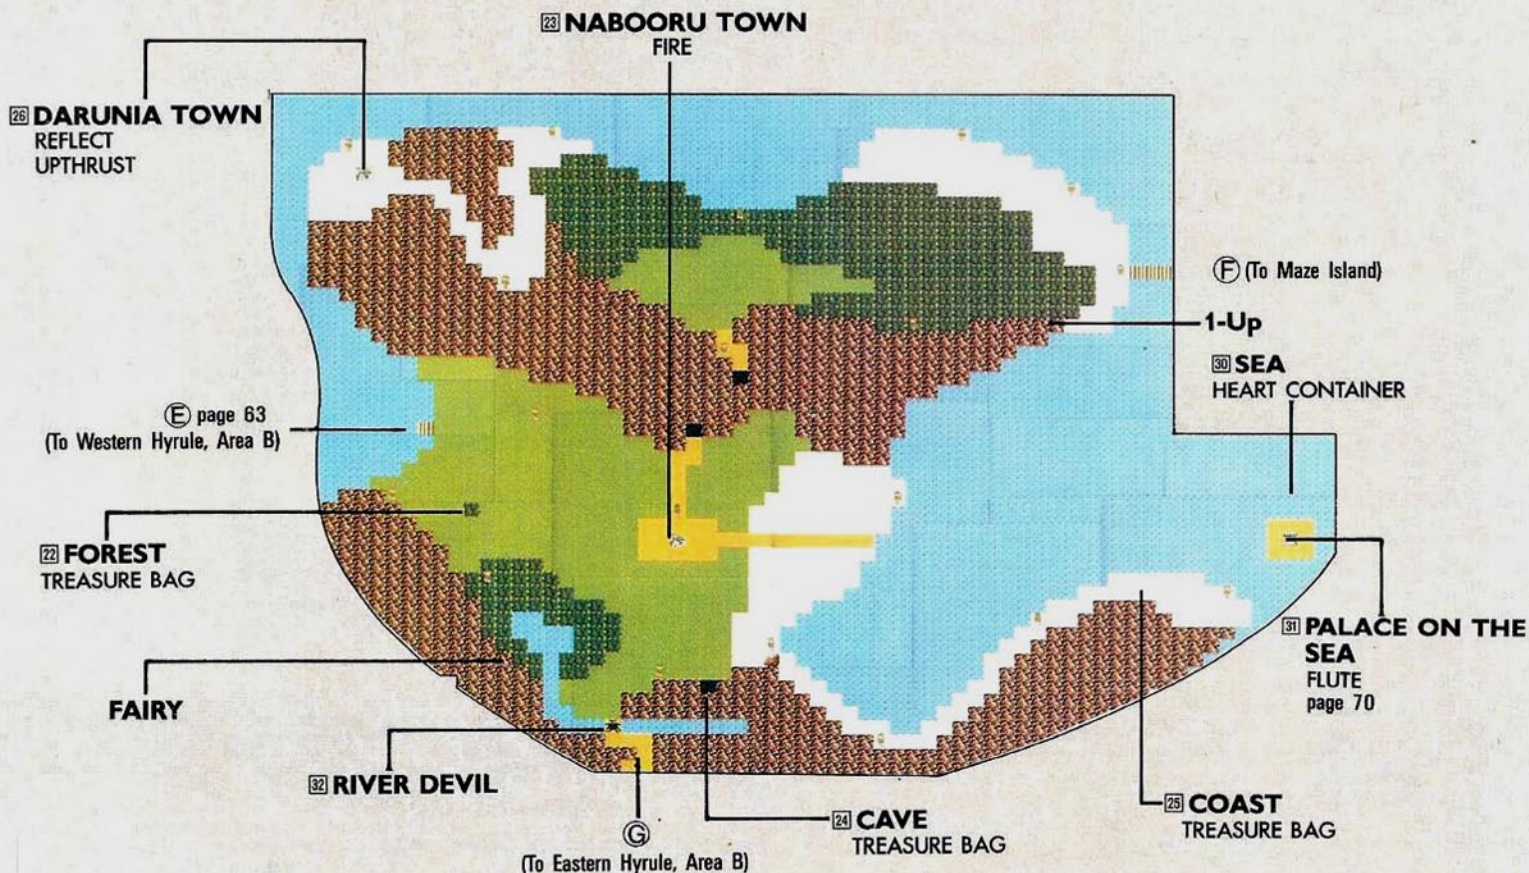 23 NABOORU TOWN
FIRE
26 DARUNIA TOWN
REFLECT
UPTHRUST
F (To Maze Island)
1-Up
30 SEA
HEART CONTAINER
E page 63
(To Western Hyrule, Area B)
22 FOREST
TREASURE BAG
31 PALACE ON THE
SEA
FLUTE
page 70
FAIRY
32 RIVER DEVIL
G
(To Eastern Hyrule, Area B)
24 CAVE
TREASURE BAG
25 COAST
TREASURE BAG